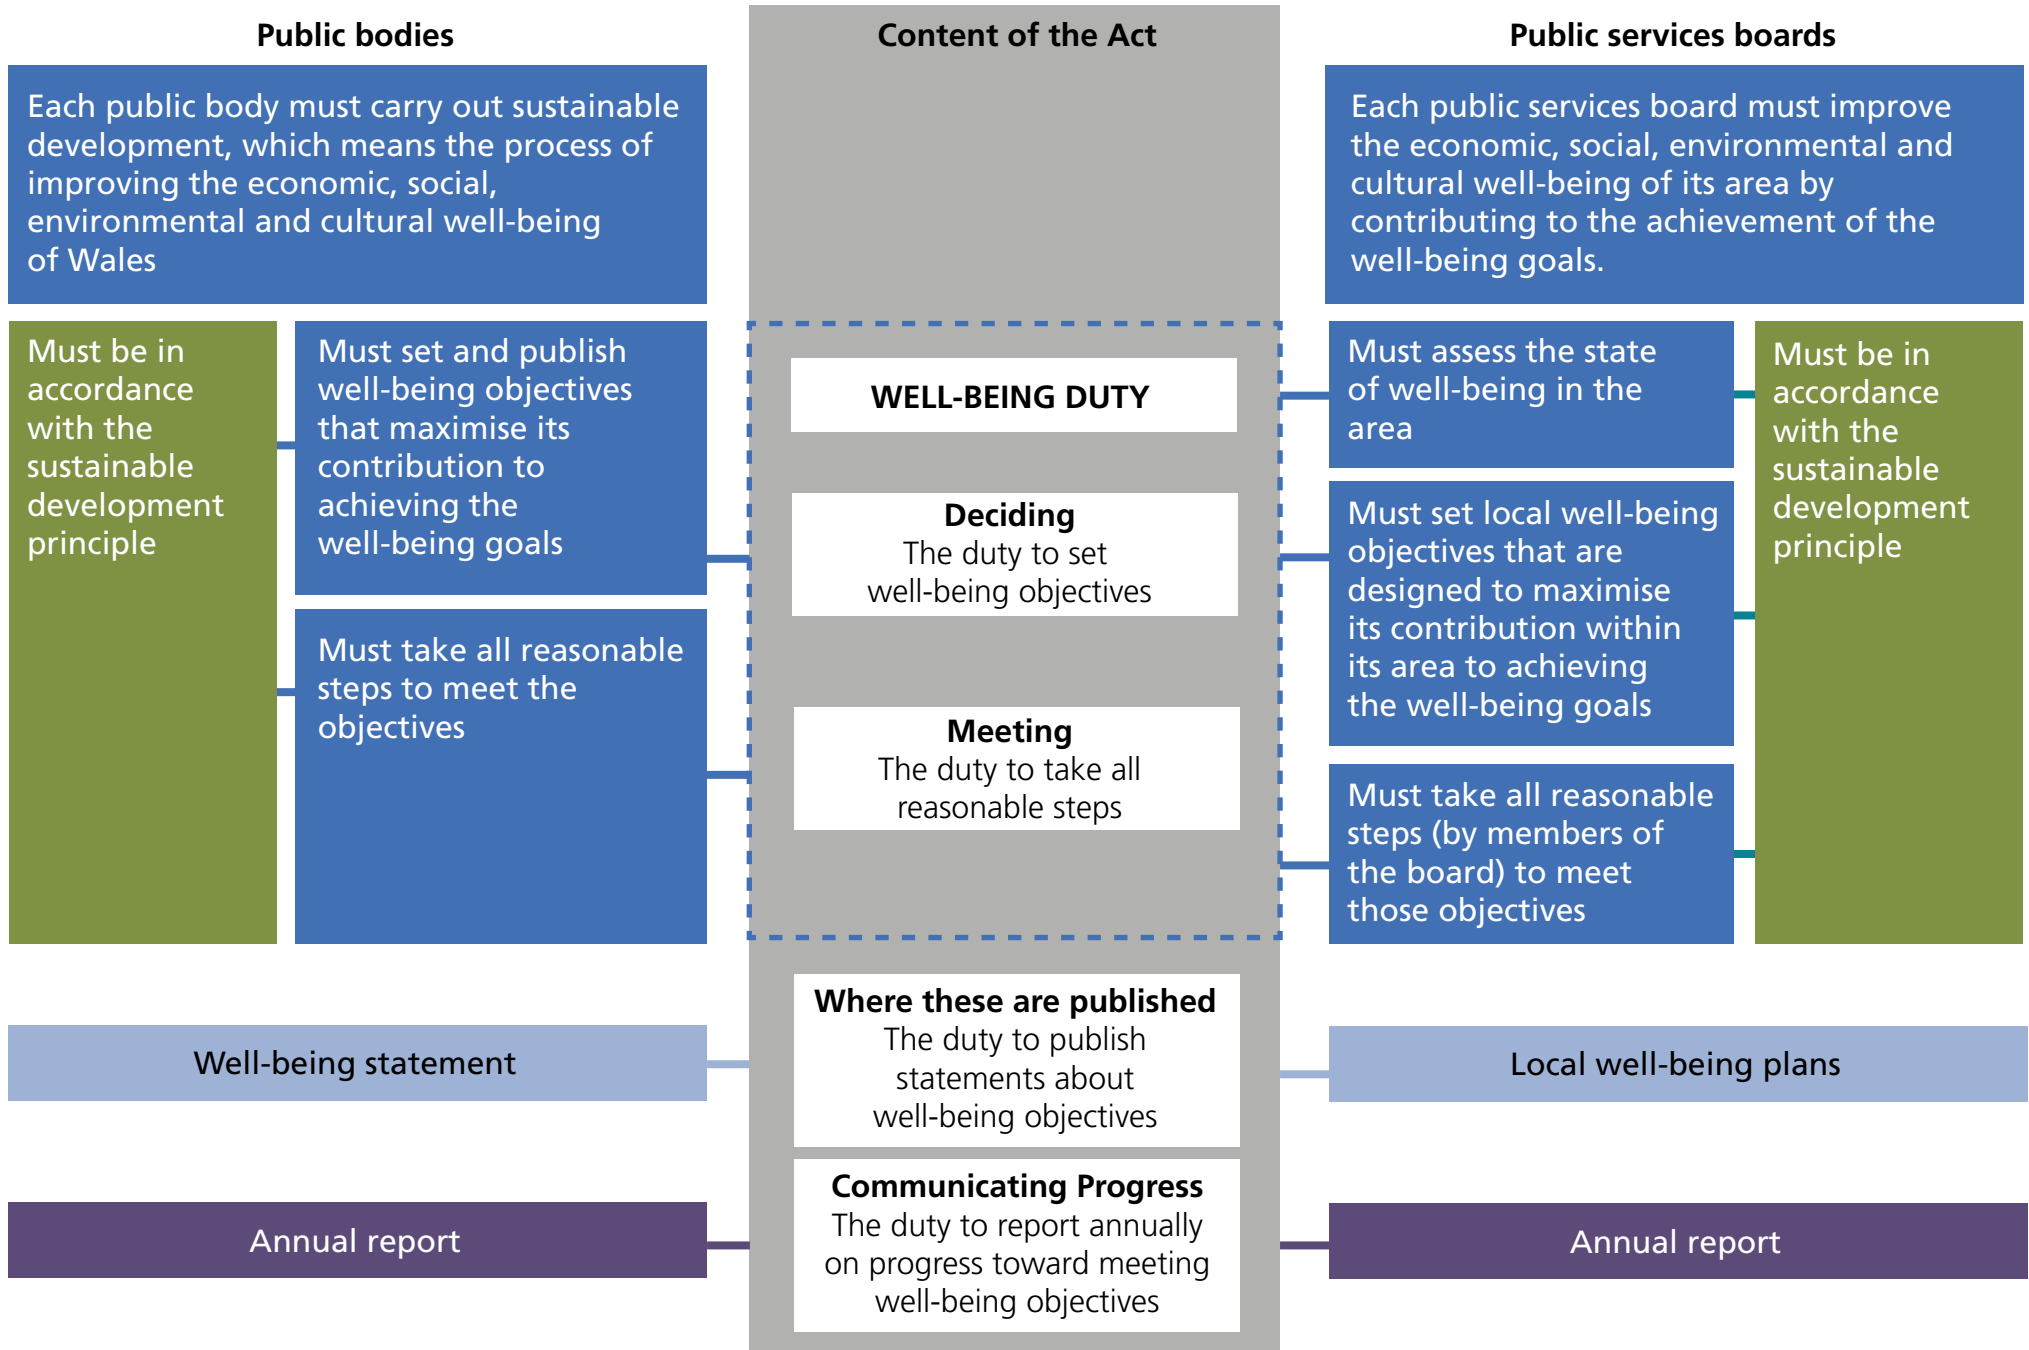 Public bodies
Content of the Act
Public services boards
Each public body must carry out sustainable
development, which means the process of
improving the economic, social,
environmental and cultural well-being
of Wales
Each public services board must improve
the economic, social, environmental and
cultural well-being of its area by
contributing to the achievement of the
well-being goals.
Must be in
accordance
with the
sustainable
development
principle
Must set and publish
well-being objectives
that maximise its
contribution to
achieving the
well-being goals
Must take all reasonable
steps to meet the
objectives
WELL-BEING DUTY
Deciding
The duty to set
well-being objectives
Meeting
The duty to take all
reasonable steps
Must assess the state
of well-being in the
area
Must set local well-being
objectives that are
designed to maximise
its contribution within
its area to achieving
the well-being goals
Must take all reasonable
steps (by members of
the board) to meet
those objectives
Must be in
accordance
with the
sustainable
development
principle
Well-being statement
Where these are published
The duty to publish
statements about
well-being objectives
Local well-being plans
Annual report
Communicating Progress
The duty to report annually
on progress toward meeting
well-being objectives
Annual report